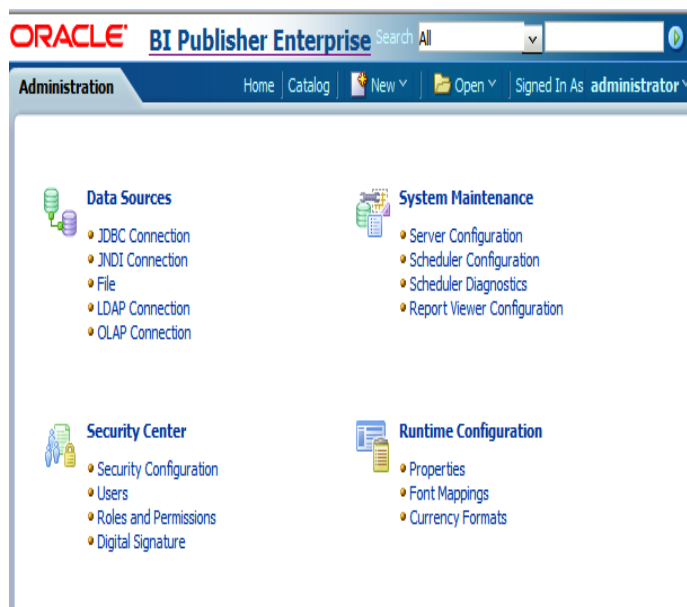 ORACLE BI Publisher Enterprise Search All
Administration Home Catalog New Open Signed In As administrator
Data Sources
JDBC Connection
JNDI Connection
File
LDAP Connection
OLAP Connection
System Maintenance
Server Configuration
Scheduler Configuration
Scheduler Diagnostics
Report Viewer Configuration
Security Center
Security Configuration
Users
Roles and Permissions
Digital Signature
Runtime Configuration
Properties
Font Mappings
Currency Formats